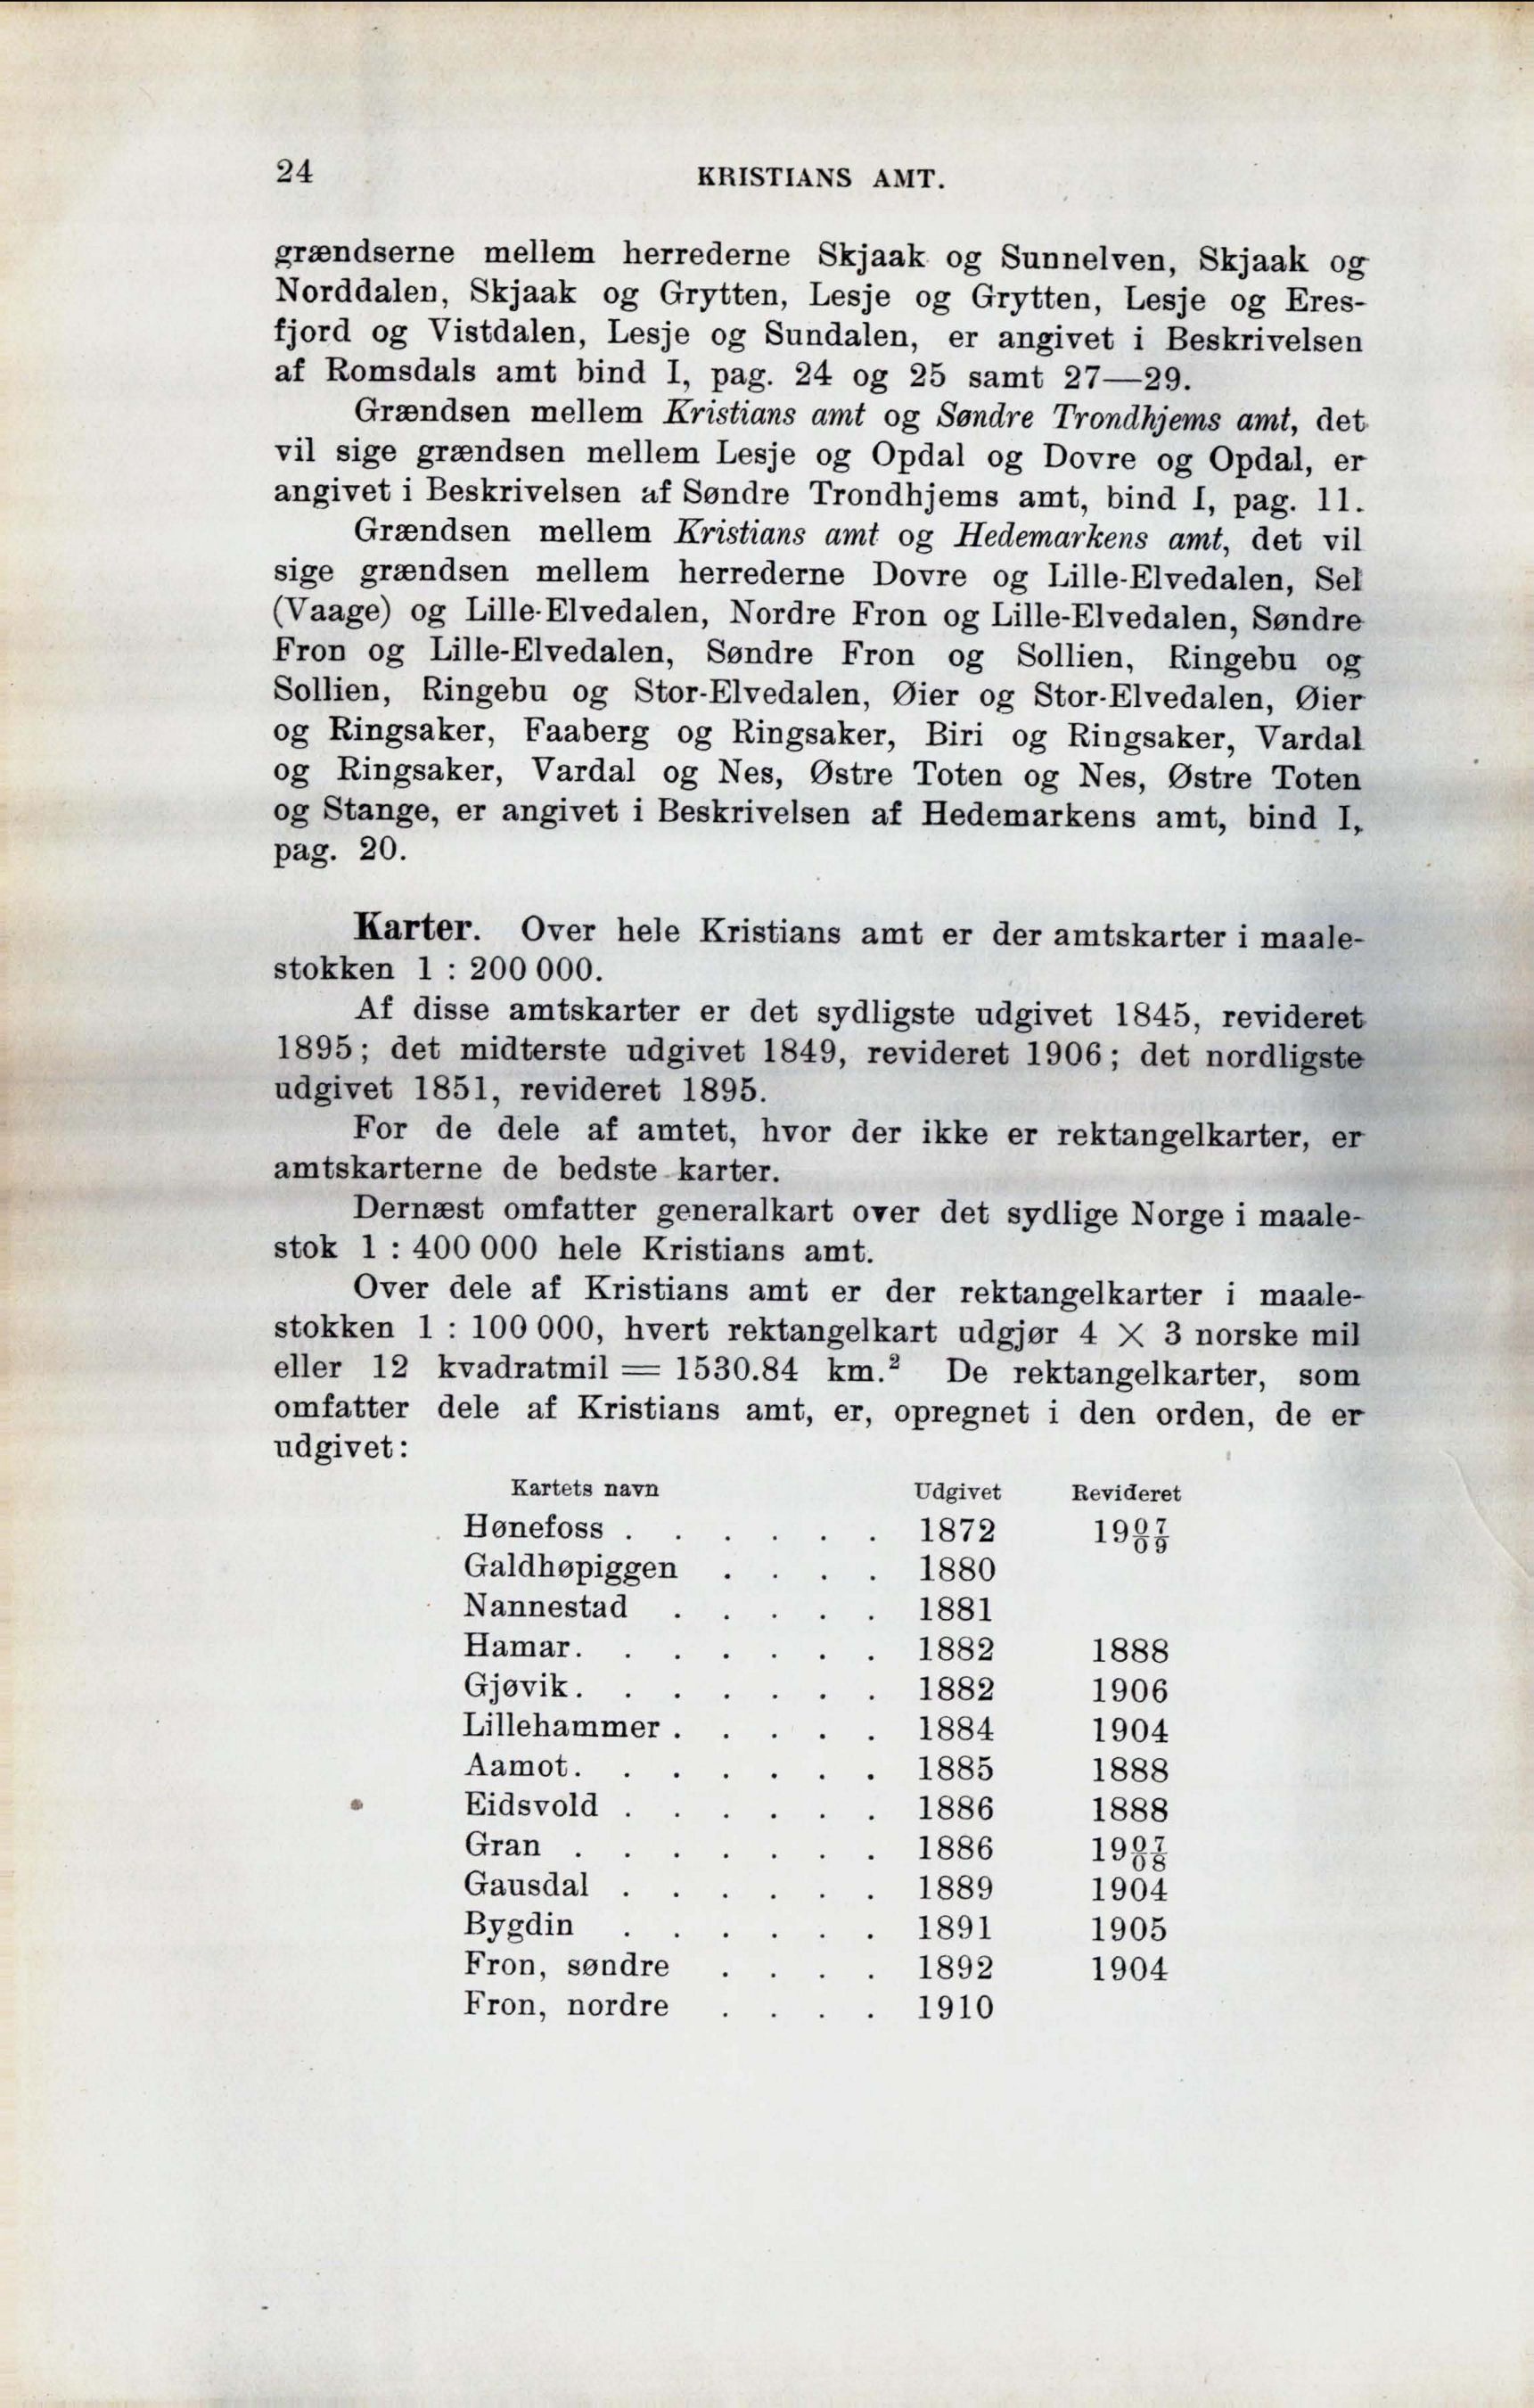 24 KRISTIANS AMT.
grændserne mellem herrederne Skjaak og Sunnelven, Skjaak og
Norddalen, Skjaak og Grytten, Lesje og Grytten, Lesje og Eres-
fjord og Vistdalen, Lesje og Sundalen, er angivet i Beskrivelsen
af Romsdals amt bind I, pag. 24 og 25 samt 27—29.
Grændsen mellem Kristians amt og Søndre Trondhjems amt, det
vil sige grændsen mellem Lesje og Opdal og Dovre og Opdal, er
angivet i Beskrivelsen af Søndre Trondhjems amt, bind I, pag. 11.
Grændsen mellem Kristians amt og Hedemarkens amt, det vil
sige grændsen mellem herrederne Dovre og Lille-Elvedalen, Sel
(Vaage) og Lille-Elvedalen, Nordre Fron og Lille-Elvedalen, Søndre
Fron og Lille-Elvedalen, Søndre Fron og Sollien, Ringebu og
Sollien, Ringebu og Stor-Elvedalen, Øier og Stor-Elvedalen, Øier
og Ringsaker, Faaberg og Ringsaker, Biri og Ringsaker, Vardal
og Ringsaker, Vardal og Nes, Østre Toten og Nes, Østre Toten
og Stange, er angivet i Beskrivelsen af Hedemarkens amt, bind I,
pag. 20.
Karter. Over hele Kristians amt er der amtskarter i maale-
stokken 1 : 200 000.
Af disse amtskarter er det sydligste udgivet 1845, revideret
1895; det midterste udgivet 1849, revideret 1906; det nordligste
udgivet 1851, revideret 1895.
For de dele af amtet, hvor der ikke er rektangelkarter, er
amtskarterne de bedste karter.
Dernæst omfatter generalkart over det sydlige Norge i maale-
stok 1 : 400 000 hele Kristians amt.
Over dele af Kristians amt er der rektangelkarter i maale-
stokken 1 : 100 000, hvert rektangelkart udgjør 4 × 3 norske mil
eller 12 kvadratmil = 1530.84 km.² De rektangelkarter, som
omfatter dele af Kristians amt, er, opregnet i den orden, de er
udgivet:
Kartets navn Udgivet Revideret
Hønefoss . . . . . . 1872 19 07/09
Galdhøpiggen . . . . 1880
Nannestad . . . . . 1881
Hamar. . . . . . . 1882 1888
Gjøvik. . . . . . . 1882 1906
Lillehammer . . . . . 1884 1904
Aamot. . . . . . . 1885 1888
Eidsvold . . . . . . 1886 1888
Gran . . . . . . . 1886 19 07/08
Gausdal . . . . . . 1889 1904
Bygdin . . . . . . 1891 1905
Fron, søndre . . . . 1892 1904
Fron, nordre . . . . 1910